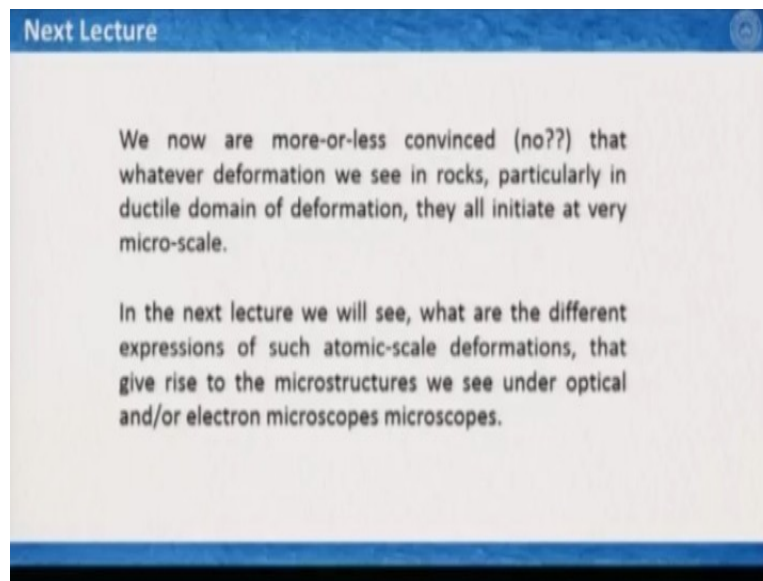 Next Lecture
We now are more-or-less convinced (no??) that
whatever deformation we see in rocks, particularly in
ductile domain of deformation, they all initiate at very
micro-scale.
In the next lecture we will see, what are the different
expressions of such atomic-scale deformations, that
give rise to the microstructures we see under optical
and/or electron microscopes microscopes.